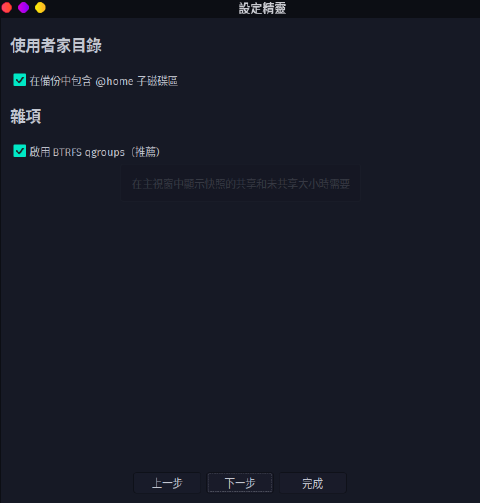 設定精靈
使用者家目錄
在備份中包含 @home 子磁碟區
雜項
啟用 BTRFS qgroups（推薦）
在主視窗中顯示快照的共享和未共享大小時需要
上一步
下一步
完成